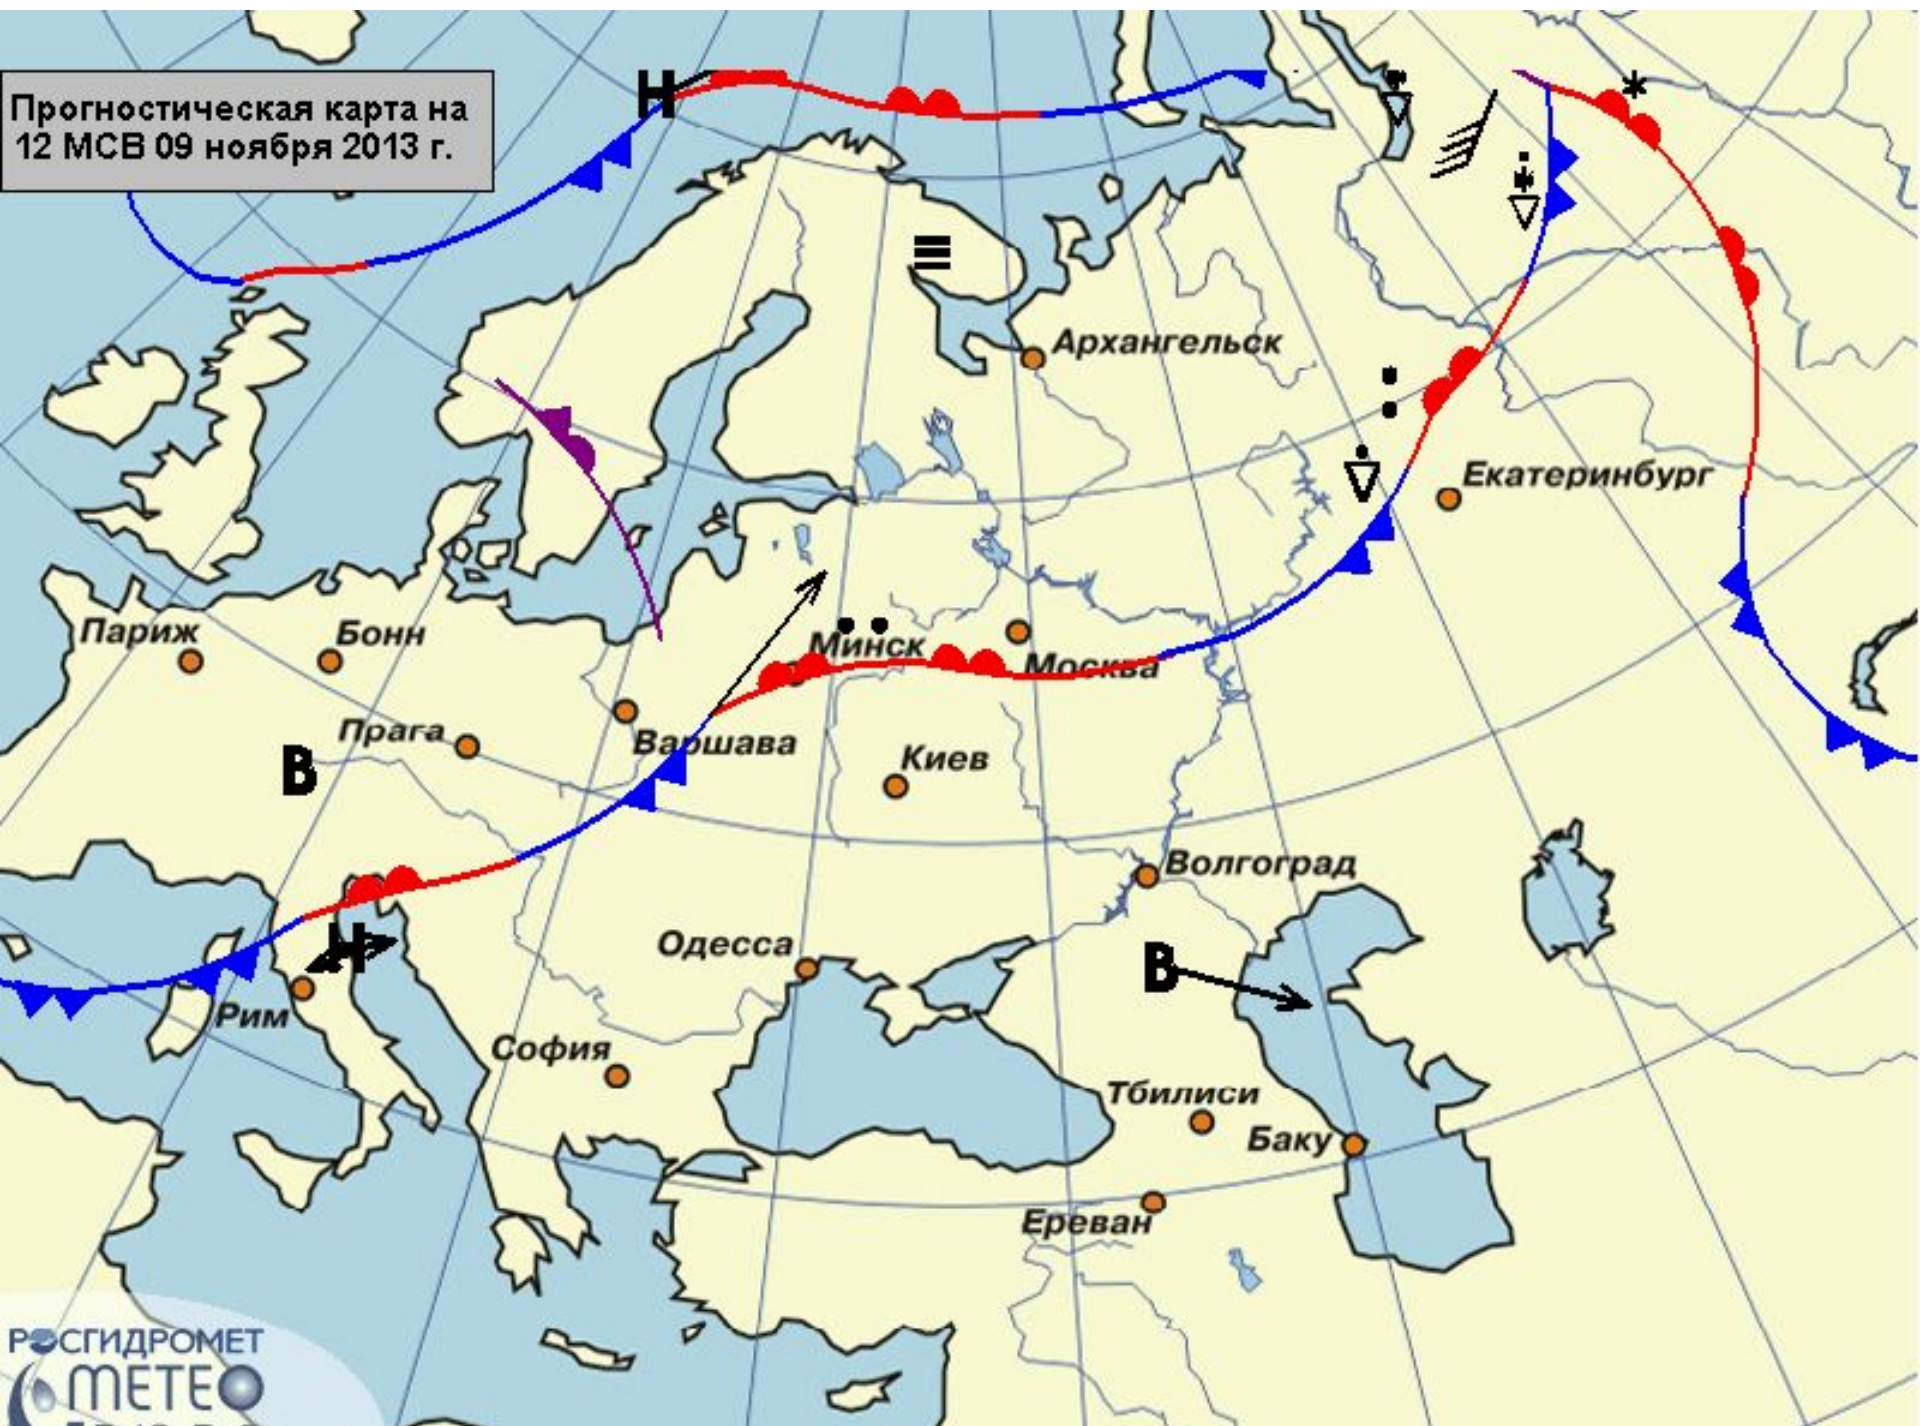 Прогностическая карта на
12 МСВ 09 ноября 2013 г.
Н
Архангельск
Екатеринбург
Париж
Бонн
Минск
Москва
Прага
Варшава
В
Киев
Волгоград
Н
Одесса
В
Рим
София
Тбилиси
Баку
Ереван
РОСГИДРОМЕТ
МЕТЕО